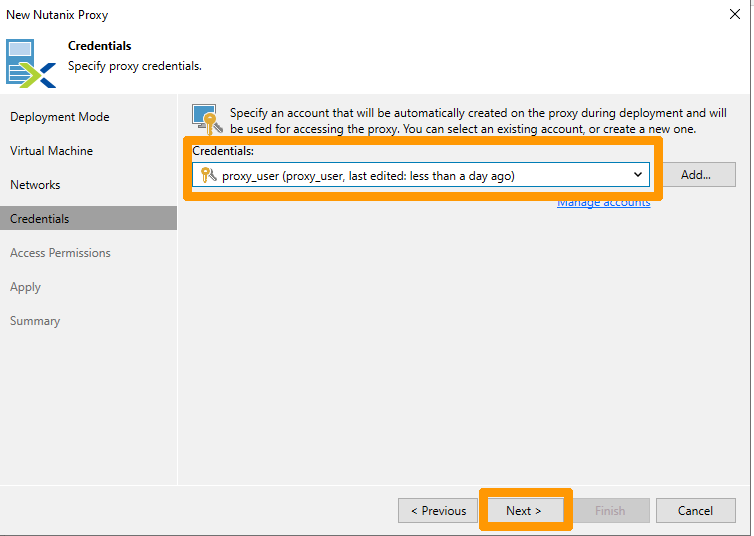 New Nutanix Proxy
Credentials
Specify proxy credentials.
Deployment Mode
Virtual Machine
Networks
Credentials
Access Permissions
Apply
Summary
Specify an account that will be automatically created on the proxy during deployment and will
be used for accessing the proxy. You can select an existing account, or create a new one.
Credentials:
proxy_user (proxy_user, last edited: less than a day ago)
Add...
Manage accounts
< Previous
Next >
Finish
Cancel